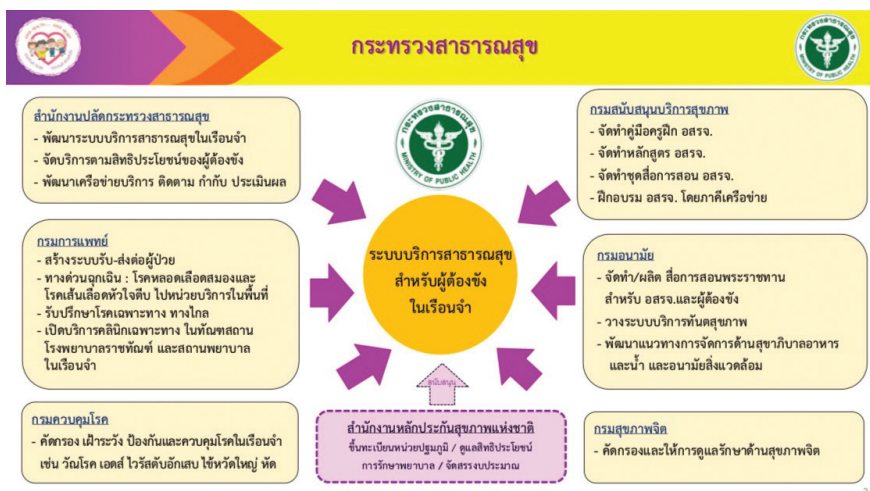 กระทรวงสาธารณสุข
สำนักงานปลัดกระทรวงสาธารณสุข
- พัฒนาระบบบริการสาธารณสุขในเรือนจำ
- จัดบริการตามสิทธิประโยชน์ของผู้ต้องขัง
- พัฒนาเครือข่ายบริการ ติดตาม กำกับ ประเมินผล
กรมการแพทย์
- สร้างระบบรับ-ส่งต่อผู้ป่วย
- ทางด่วนฉุกเฉิน : โรคหลอดเลือดสมองและ
โรคเส้นเลือดหัวใจตีบ ไปหน่วยบริการในพื้นที่
- รับปรึกษาโรคเฉพาะทาง ทางไกล
- เปิดบริการคลินิกเฉพาะทาง ในทัณฑสถาน
โรงพยาบาลราชทัณฑ์ และสถานพยาบาล
ในเรือนจำ
กรมควบคุมโรค
- คัดกรอง เฝ้าระวัง ป้องกันและควบคุมโรคในเรือนจำ
เช่น วัณโรค เอดส์ ไวรัสตับอักเสบ ไข้หวัดใหญ่ หัด
กระทรวงสาธารณสุข
MINISTRY OF PUBLIC HEALTH
ระบบบริการสาธารณสุข
สำหรับผู้ต้องขัง
ในเรือนจำ
สนับสนุน
สำนักงานหลักประกันสุขภาพแห่งชาติ
ขึ้นทะเบียนหน่วยปฐมภูมิ / ดูแลสิทธิประโยชน์
การรักษาพยาบาล / จัดสรรงบประมาณ
กรมสนับสนุนบริการสุขภาพ
- จัดทำคู่มือครูฝึก อสรจ.
- จัดทำหลักสูตร อสรจ.
- จัดทำชุดสื่อการสอน อสรจ.
- ฝึกอบรม อสรจ. โดยภาคีเครือข่าย
กรมอนามัย
- จัดทำ/ผลิต สื่อการสอนพระราชทาน
สำหรับ อสรจ.และผู้ต้องขัง
- วางระบบบริการทันตสุขภาพ
- พัฒนาแนวทางการจัดการด้านสุขาภิบาลอาหาร
และน้ำ และอนามัยสิ่งแวดล้อม
กรมสุขภาพจิต
- คัดกรองและให้การดูแลรักษาด้านสุขภาพจิต